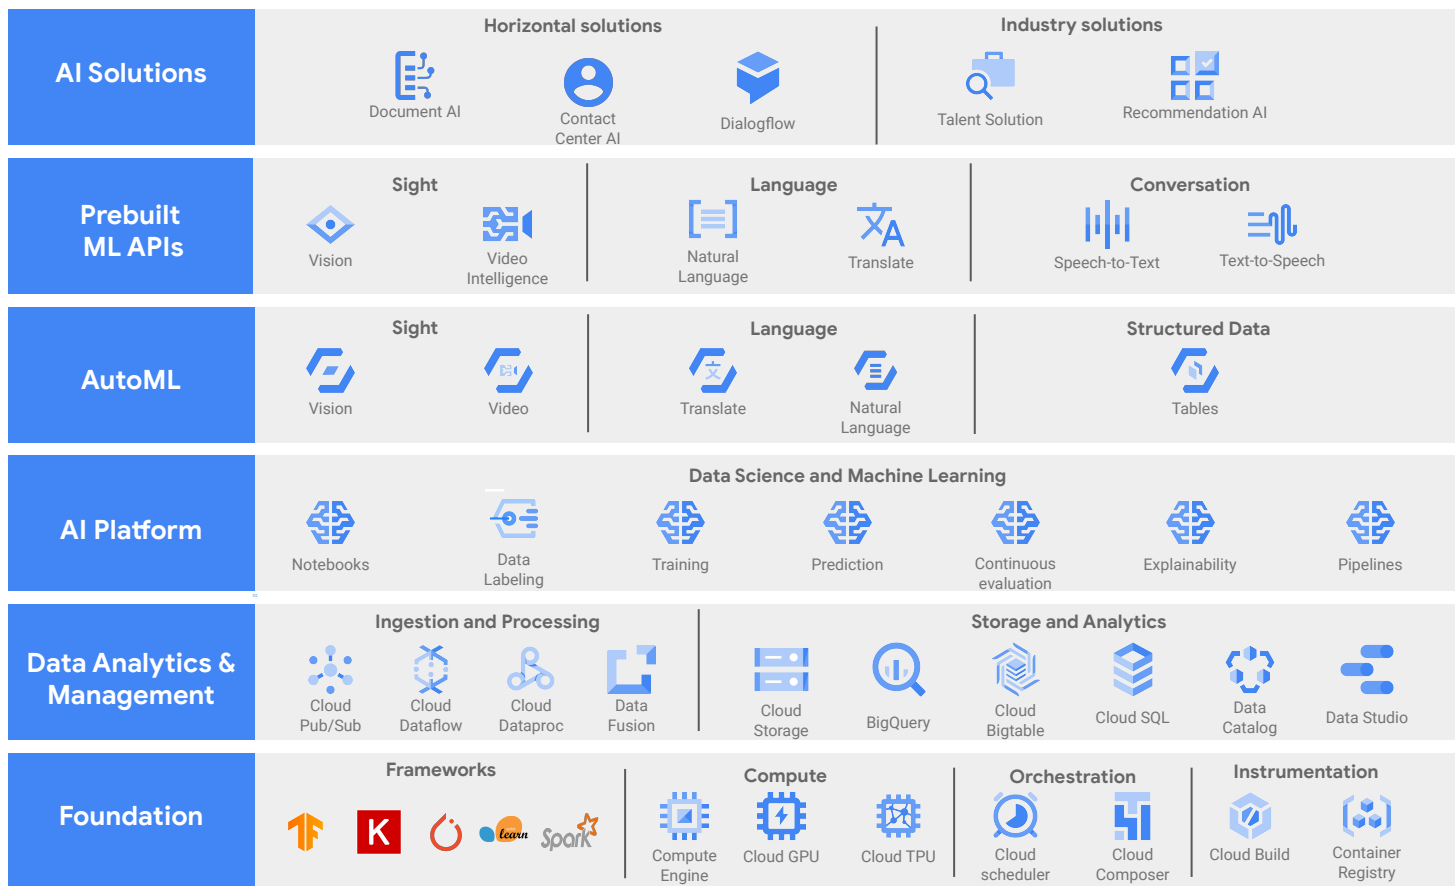 AI Solutions
Horizontal solutions
Document AI
Contact
Center AI
Dialogflow
Industry solutions
Talent Solution
Recommendation AI
Prebuilt
ML APIs
Sight
Vision
Video
Intelligence
Language
Natural
Language
Translate
文A
Conversation
Speech-to-Text
Text-to-Speech
AutoML
Sight
Vision
Video
Language
文
Translate
Natural
Language
Structured Data
Tables
AI Platform
Data Science and Machine Learning
Notebooks
Data
Labeling
Training
Prediction
Continuous
evaluation
Explainability
Pipelines
Data Analytics &
Management
Ingestion and Processing
Cloud
Pub/Sub
Cloud
Dataflow
Cloud
Dataproc
Data
Fusion
Storage and Analytics
Cloud
Storage
BigQuery
Cloud
Bigtable
Cloud SQL
Data
Catalog
Data Studio
Foundation
Frameworks
K
learn
Spark
Compute
Compute
Engine
Cloud GPU
Cloud TPU
Orchestration
Cloud
scheduler
Cloud
Composer
Instrumentation
Cloud Build
Container
Registry